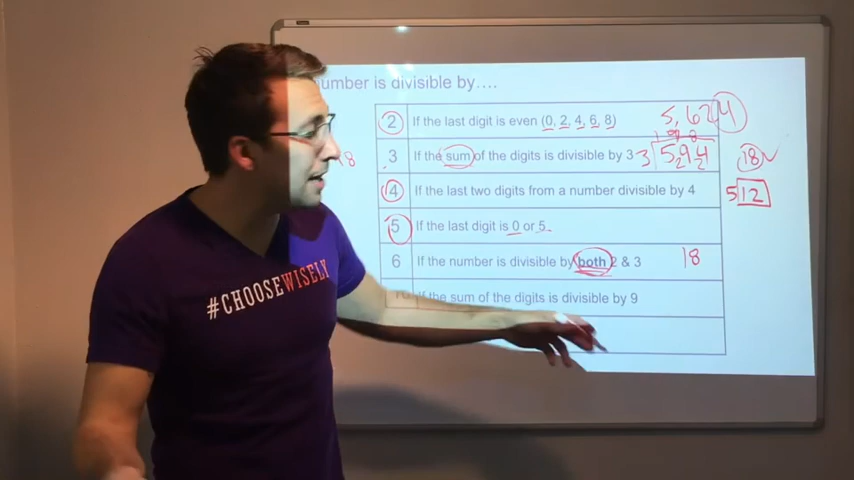 number is divisible by....
2 If the last digit is even (0, 2, 4, 6, 8) 5,624
3 If the sum of the digits is divisible by 3 3 594 18
18
4 If the last two digits from a number divisible by 4 512
5 If the last digit is 0 or 5
6 If the number is divisible by both 2 & 3 18
If the sum of the digits is divisible by 9
#CHOOSEWISELY